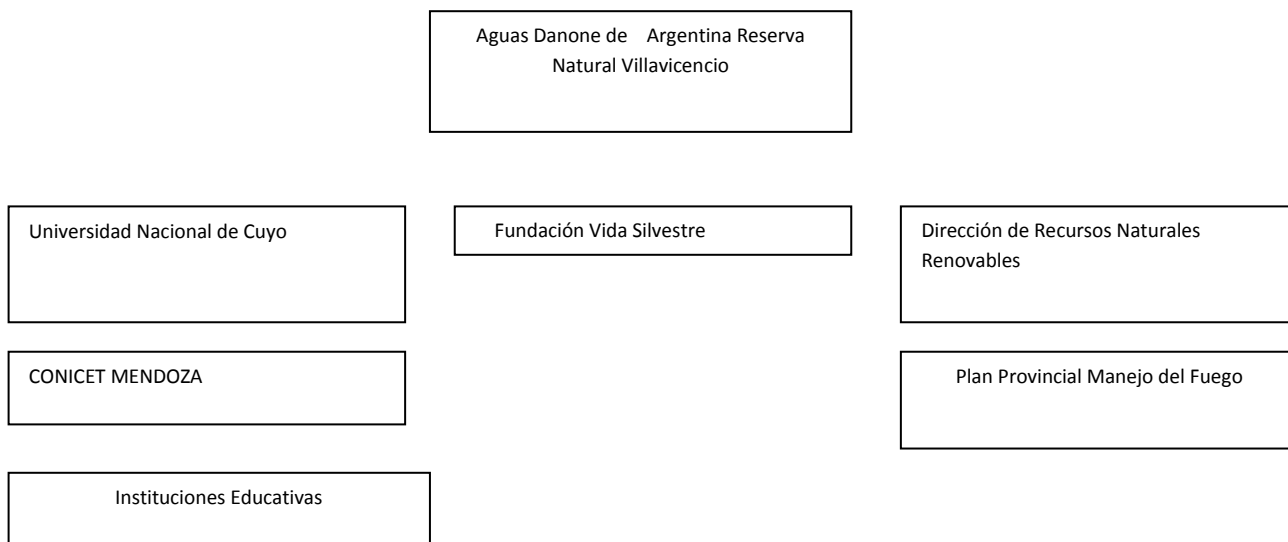 Aguas Danone de Argentina Reserva
Natural Villavicencio
Universidad Nacional de Cuyo
Fundación Vida Silvestre
Dirección de Recursos Naturales
Renovables
CONICET MENDOZA
Plan Provincial Manejo del Fuego
Instituciones Educativas